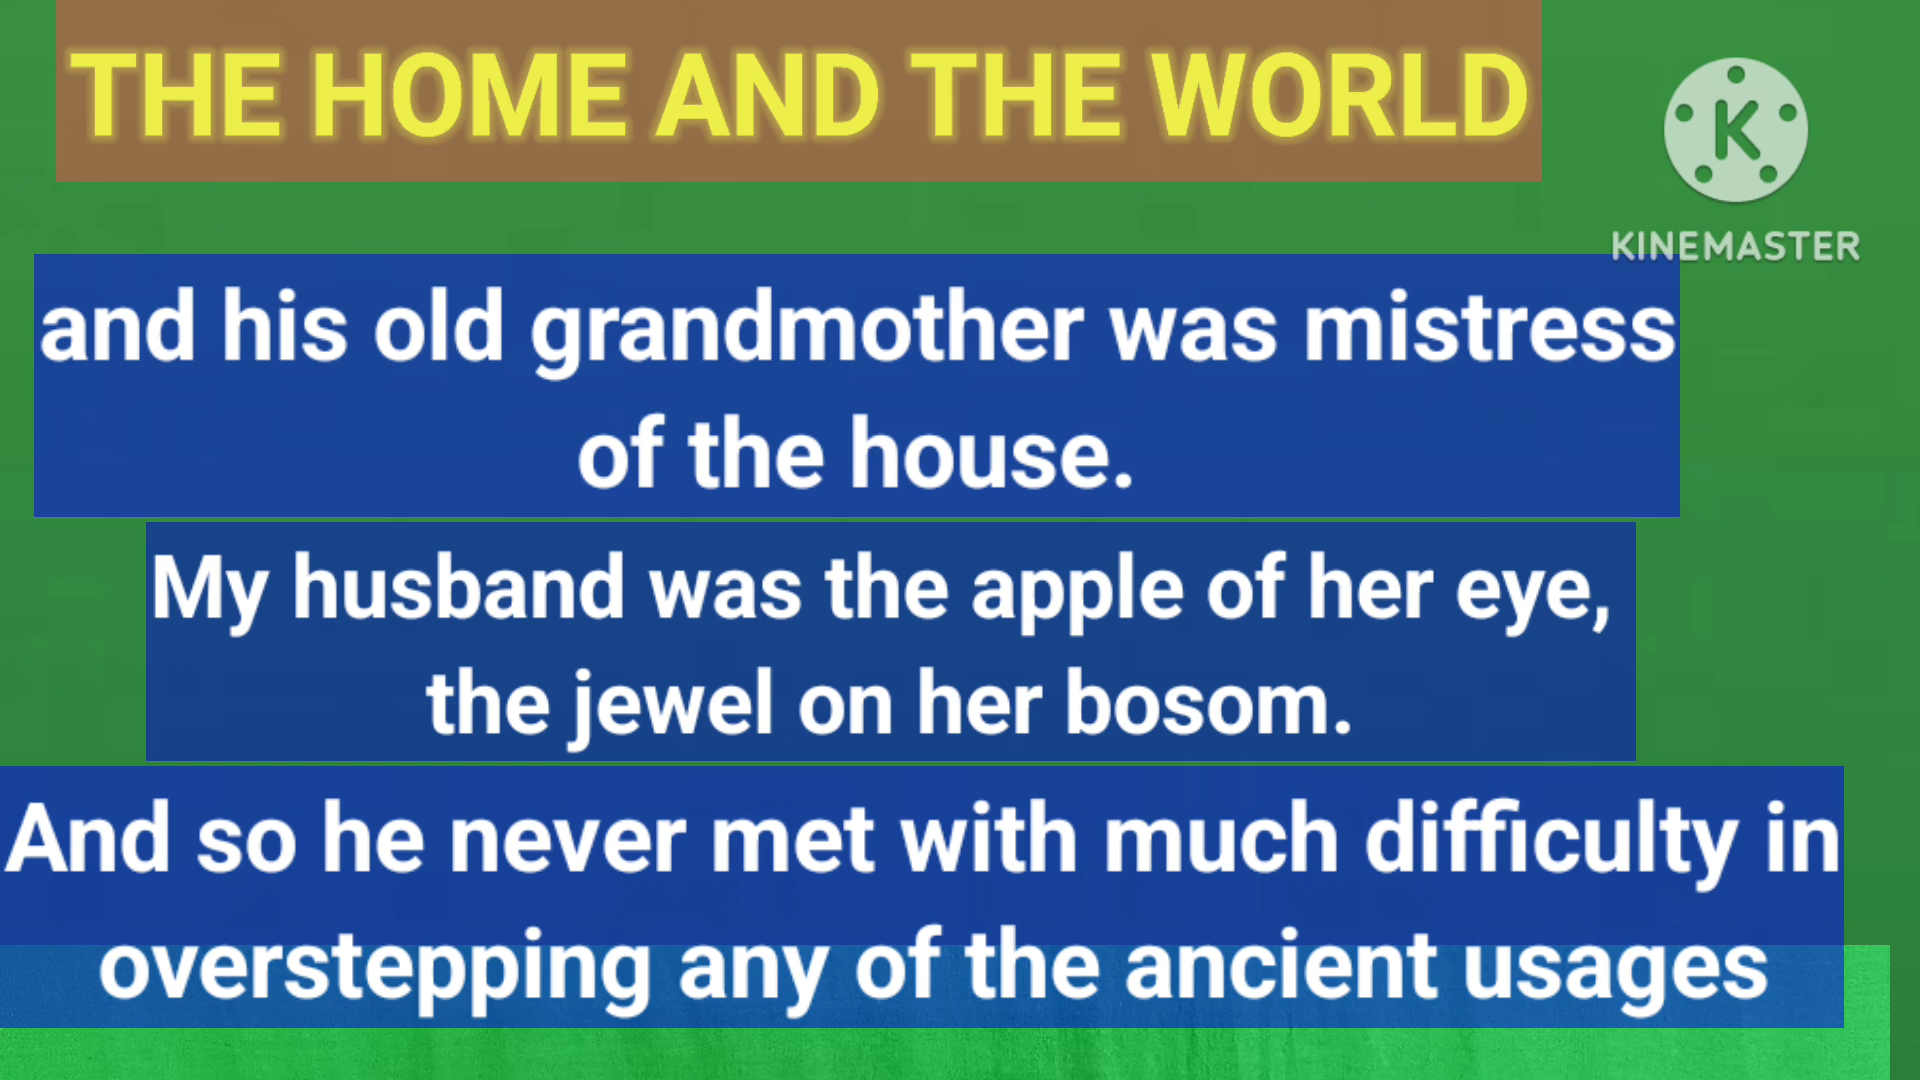 THE HOME AND THE WORLD
K
KINEMASTER
and his old grandmother was mistress
of the house.
My husband was the apple of her eye,
the jewel on her bosom.
And so he never met with much difficulty in
overstepping any of the ancient usages